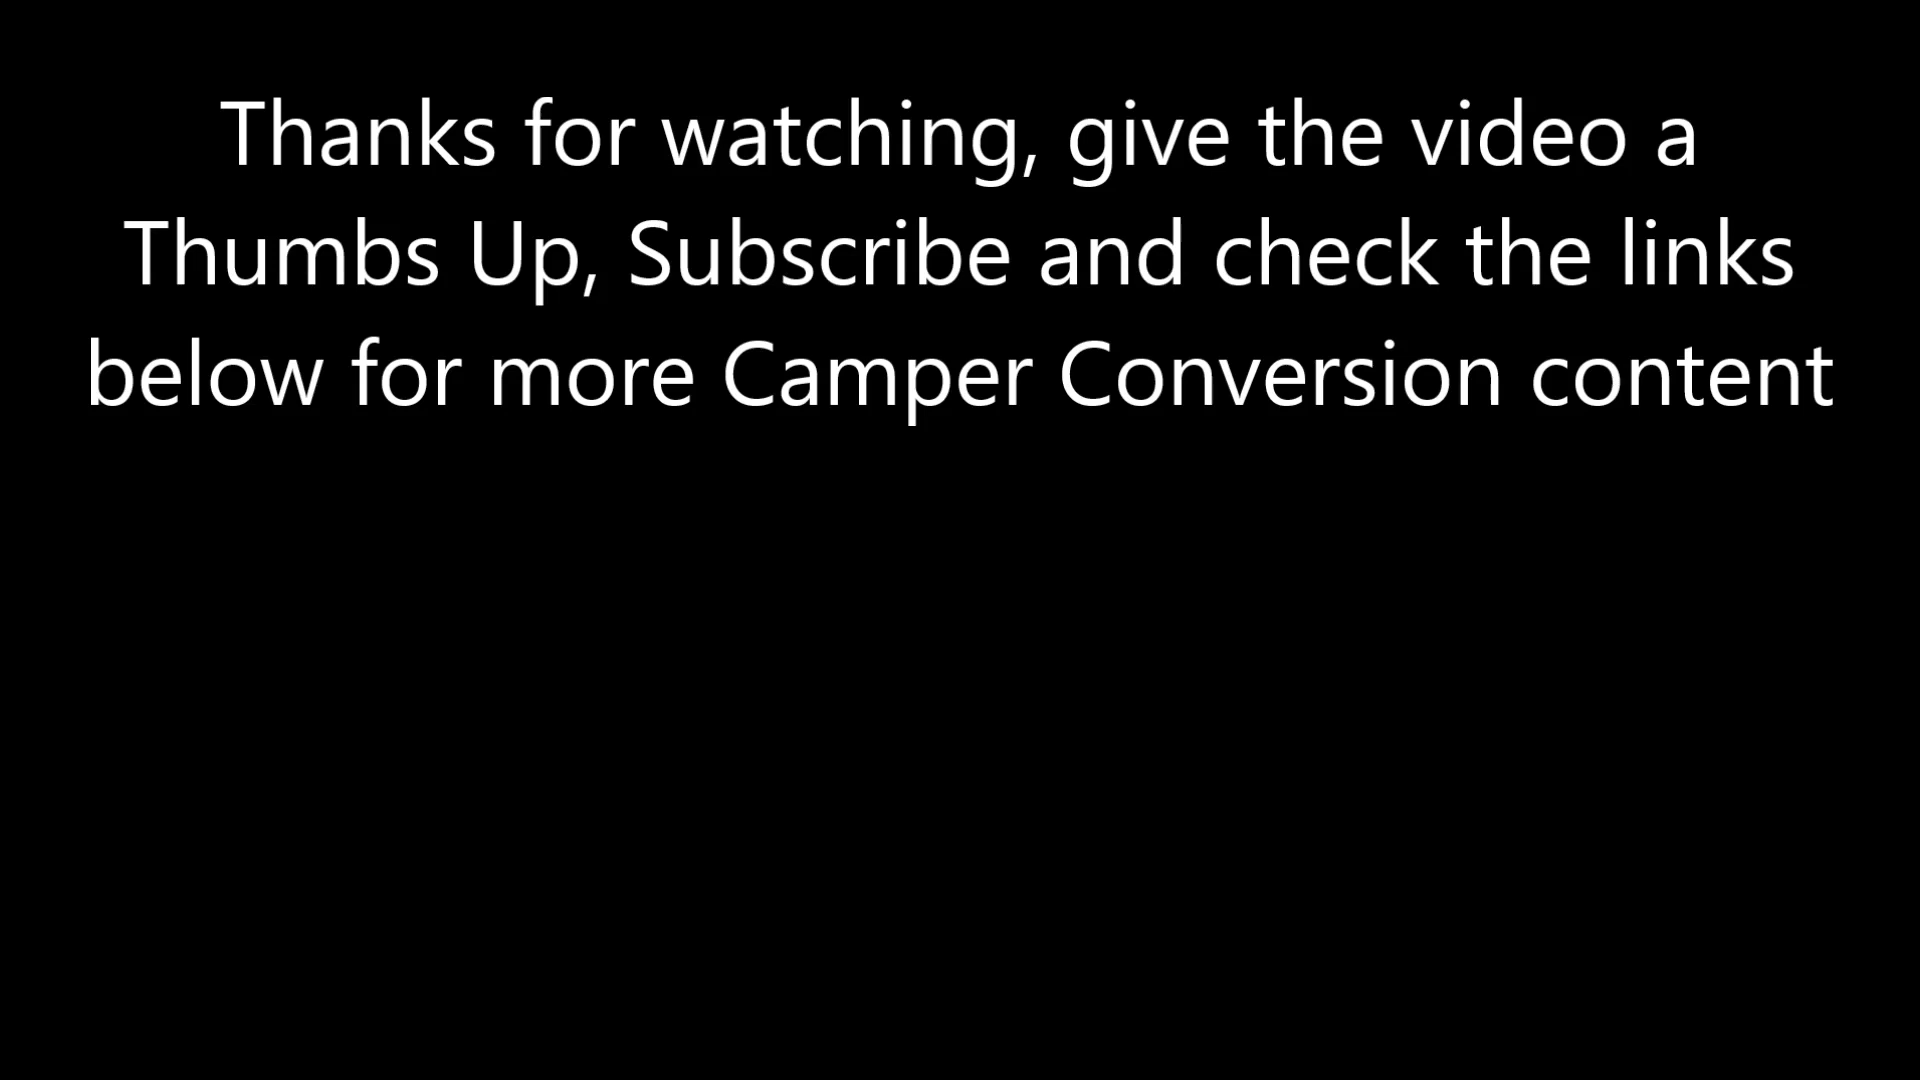 Thanks for watching, give the video a
Thumbs Up, Subscribe and check the links
below for more Camper Conversion content